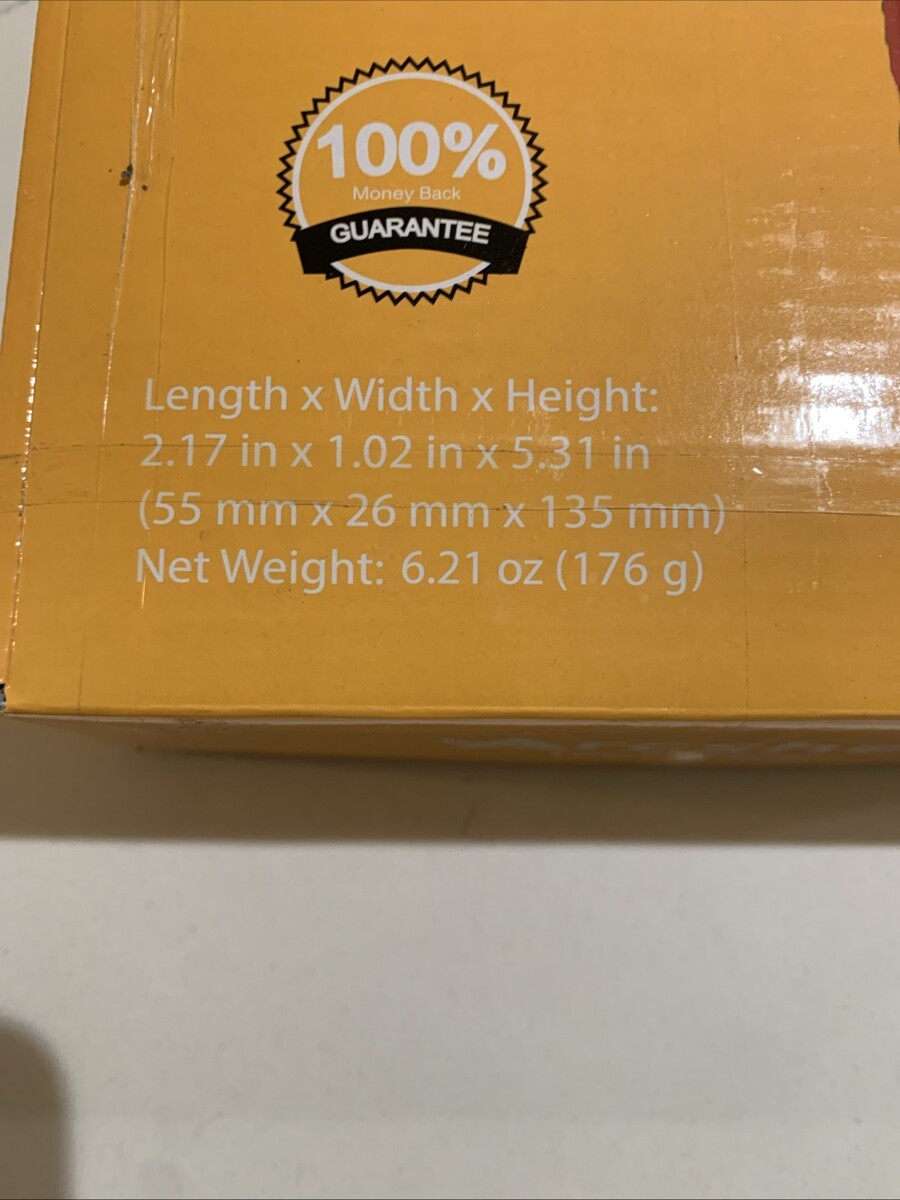 100%
Money Back
GUARANTEE
Length x Width x Height:
2.17 in x 1.02 in x 5.31 in
(55 mm x 26 mm x 135 mm)
Net Weight: 6.21 oz (176 g)